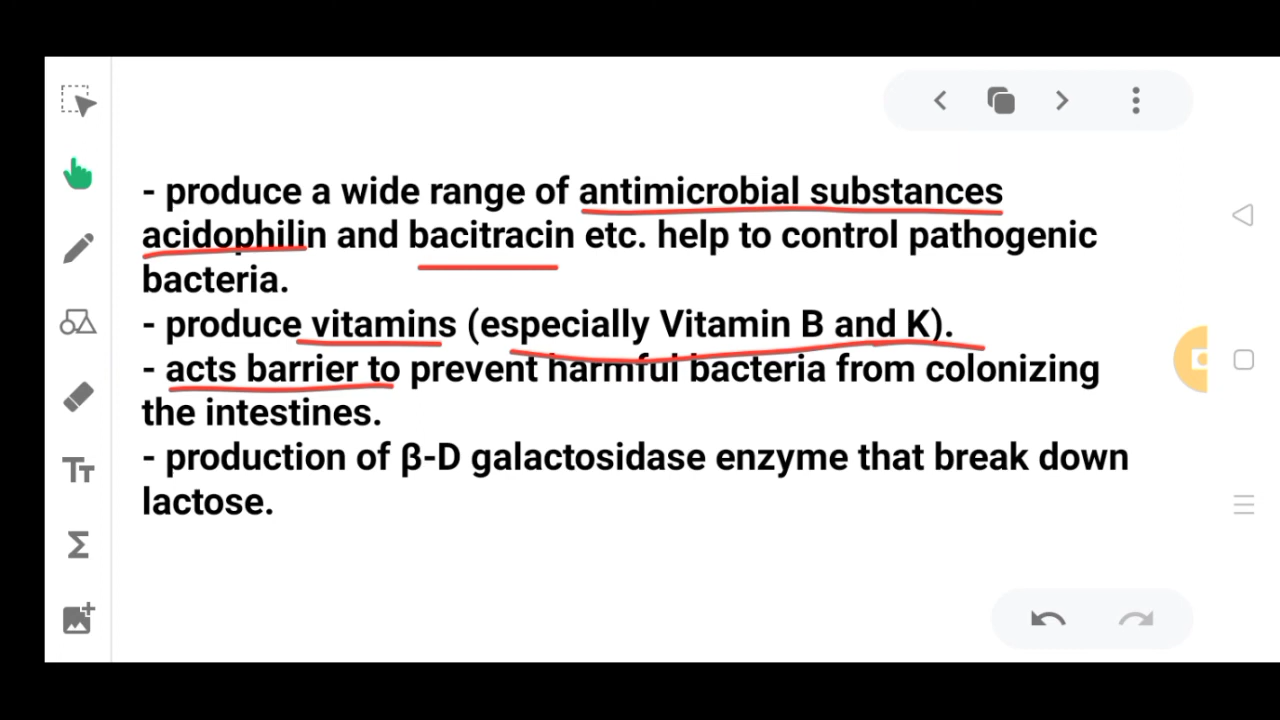 - produce a wide range of antimicrobial substances
acidophilin and bacitracin etc. help to control pathogenic
bacteria.
- produce vitamins (especially Vitamin B and K).
- acts barrier to prevent harmful bacteria from colonizing
the intestines.
- production of β-D galactosidase enzyme that break down
lactose.